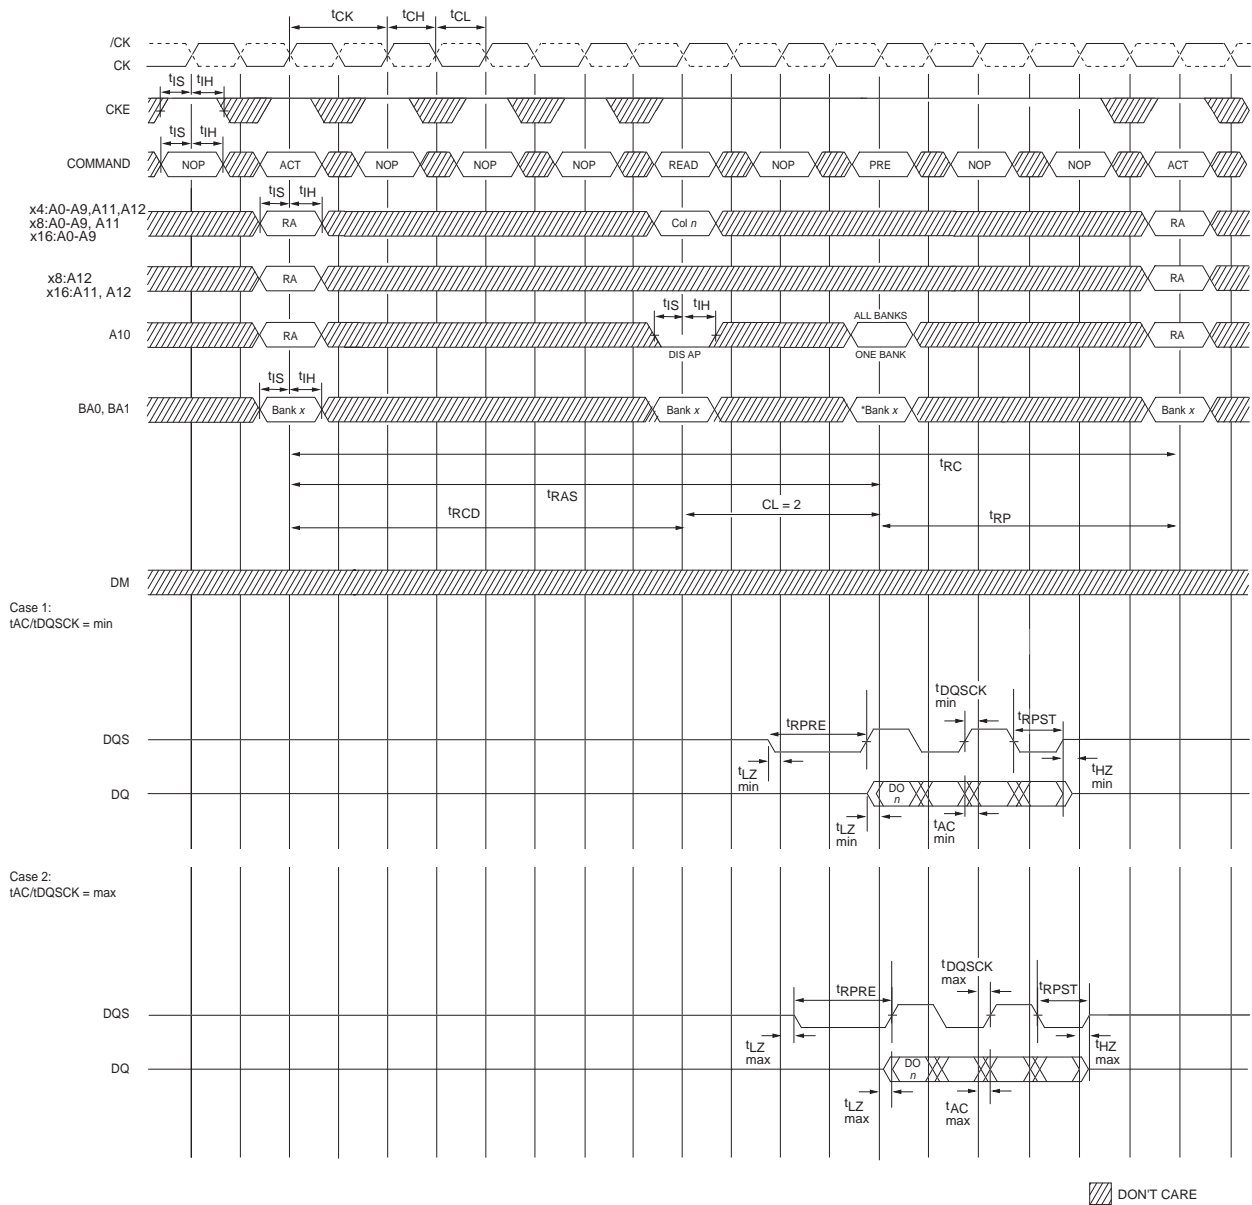 tCK tCH tCL
/CK
CK
tIS tIH
CKE
tIS tIH
COMMAND NOP ACT NOP NOP NOP READ NOP PRE NOP NOP ACT
tIS tIH
x4:A0-A9,A11,A12
x8:A0-A9, A11
x16:A0-A9
RA Col n RA
x8:A12
x16:A11, A12
RA RA
tIS tIH
ALL BANKS
A10 RA RA
DIS AP ONE BANK
tIS tIH
BA0, BA1 Bank x Bank x *Bank x Bank x
tRC
tRAS
CL = 2
tRCD tRP
DM
Case 1:
tAC/tDQSCK = min
tDQSCK
min
tRPRE tRPST
DQS
tLZ
min
tHZ
min
DQ DO
n
tLZ
min
tAC
min
Case 2:
tAC/tDQSCK = max
tDQSCK
max
tRPRE tRPST
DQS
tLZ
max
tHZ
max
DQ DO
n
tLZ
max
tAC
max
DON'T CARE